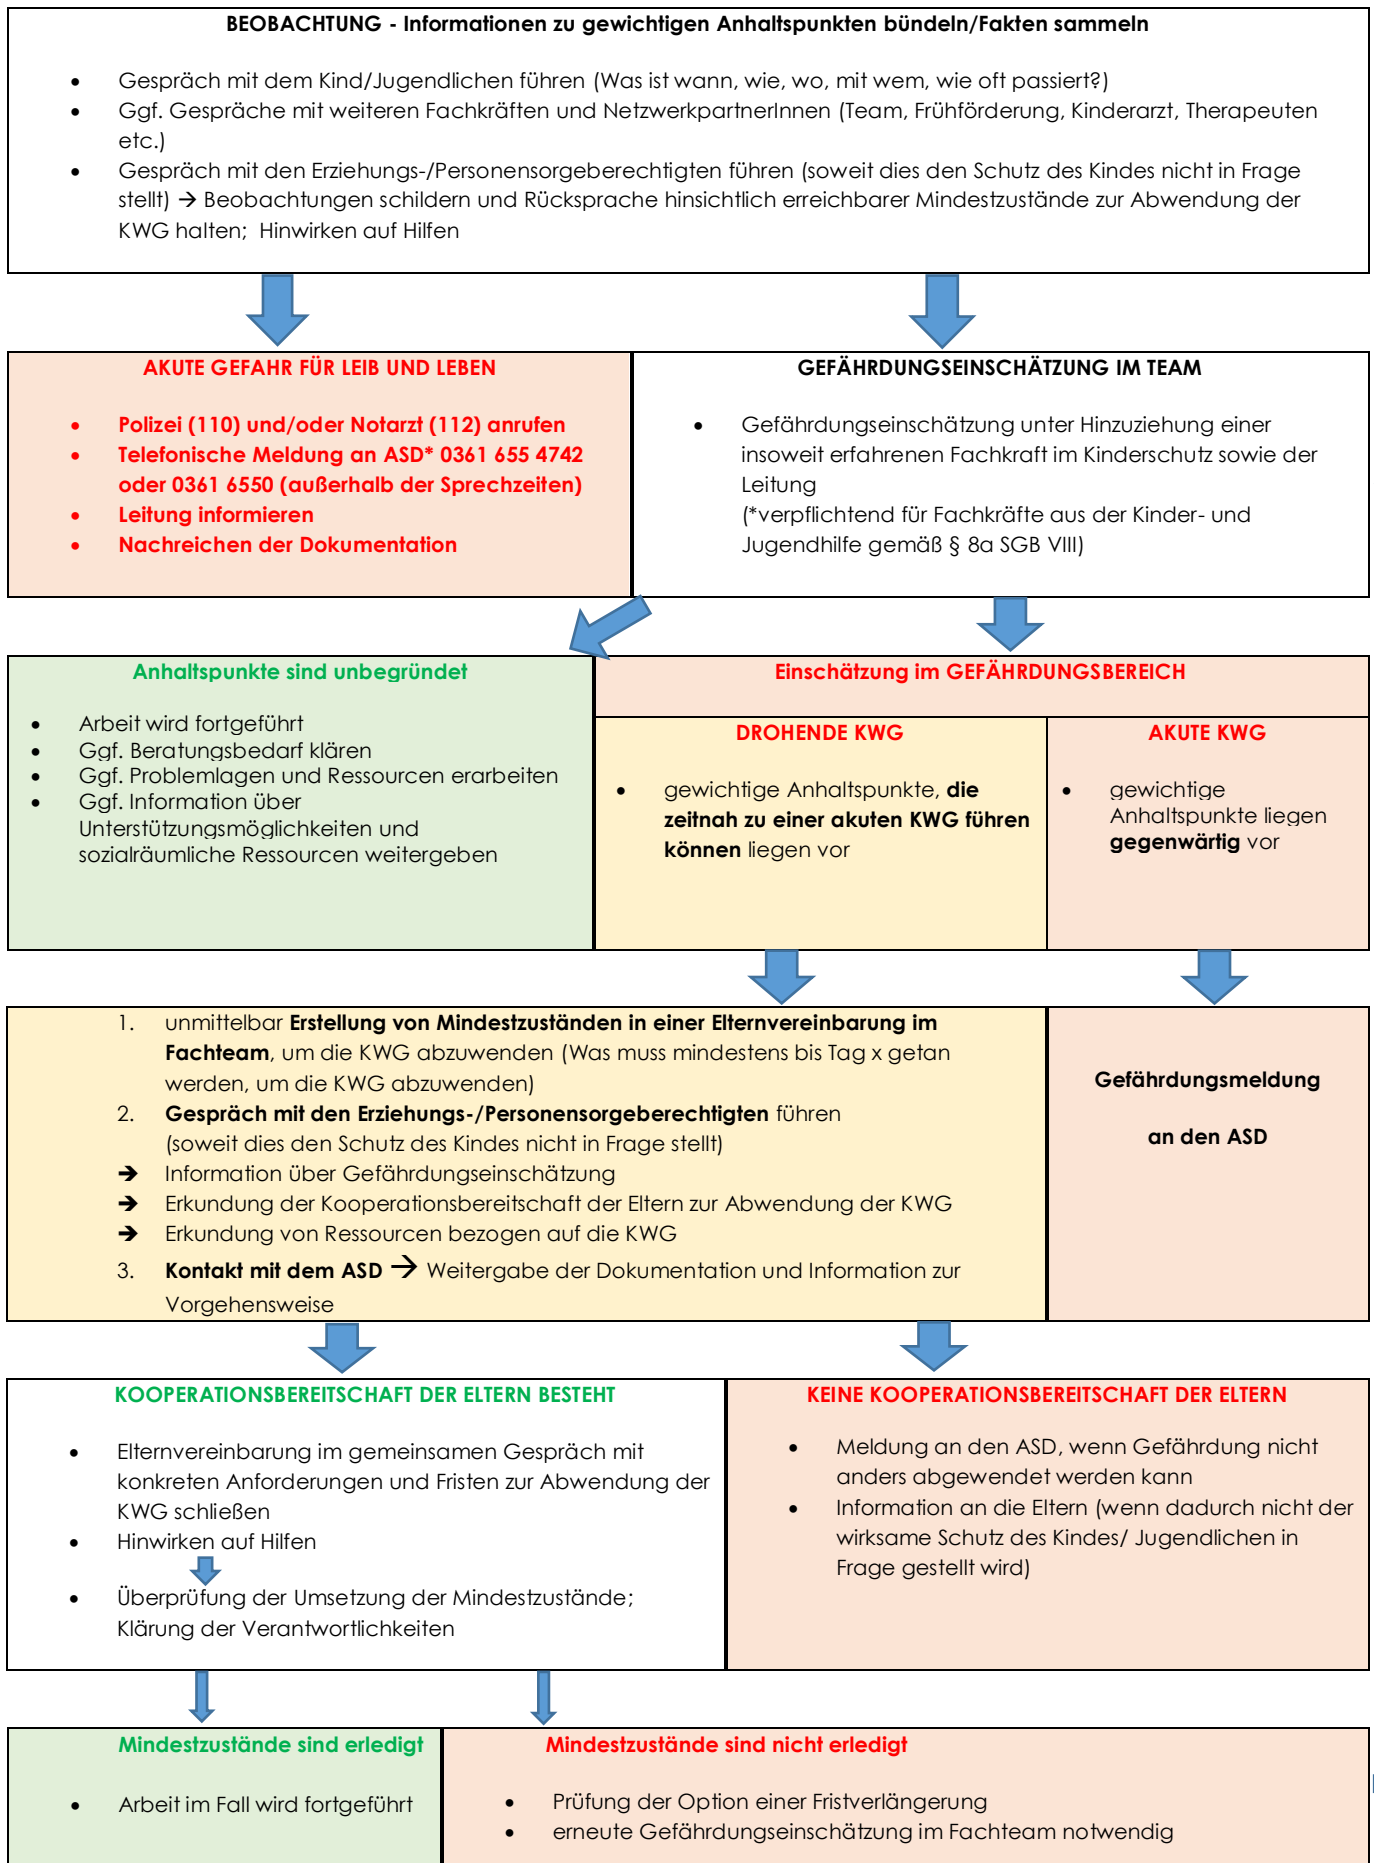 BEOBACHTUNG - Informationen zu gewichtigen Anhaltspunkten bündeln/Fakten sammeln
• Gespräch mit dem Kind/Jugendlichen führen (Was ist wann, wie, wo, mit wem, wie oft passiert?)
• Ggf. Gespräche mit weiteren Fachkräften und NetzwerkpartnerInnen (Team, Frühförderung, Kinderarzt, Therapeuten
etc.)
• Gespräch mit den Erziehungs-/Personensorgeberechtigten führen (soweit dies den Schutz des Kindes nicht in Frage
stellt) → Beobachtungen schildern und Rücksprache hinsichtlich erreichbarer Mindestzustände zur Abwendung der
KWG halten; Hinwirken auf Hilfen
AKUTE GEFAHR FÜR LEIB UND LEBEN
• Polizei (110) und/oder Notarzt (112) anrufen
• Telefonische Meldung an ASD* 0361 655 4742
oder 0361 6550 (außerhalb der Sprechzeiten)
• Leitung informieren
• Nachreichen der Dokumentation
GEFÄHRDUNGSEINSCHÄTZUNG IM TEAM
• Gefährdungseinschätzung unter Hinzuziehung einer
insoweit erfahrenen Fachkraft im Kinderschutz sowie der
Leitung
(*verpflichtend für Fachkräfte aus der Kinder- und
Jugendhilfe gemäß § 8a SGB VIII)
Anhaltspunkte sind unbegründet
• Arbeit wird fortgeführt
• Ggf. Beratungsbedarf klären
• Ggf. Problemlagen und Ressourcen erarbeiten
• Ggf. Information über
Unterstützungsmöglichkeiten und
sozialräumliche Ressourcen weitergeben
Einschätzung im GEFÄHRDUNGSBEREICH
DROHENDE KWG
• gewichtige Anhaltspunkte, die
zeitnah zu einer akuten KWG führen
können liegen vor
AKUTE KWG
• gewichtige
Anhaltspunkte liegen
gegenwärtig vor
1. unmittelbar Erstellung von Mindestzuständen in einer Elternvereinbarung im
Fachteam, um die KWG abzuwenden (Was muss mindestens bis Tag x getan
werden, um die KWG abzuwenden)
2. Gespräch mit den Erziehungs-/Personensorgeberechtigten führen
(soweit dies den Schutz des Kindes nicht in Frage stellt)
➔ Information über Gefährdungseinschätzung
➔ Erkundung der Kooperationsbereitschaft der Eltern zur Abwendung der KWG
➔ Erkundung von Ressourcen bezogen auf die KWG
3. Kontakt mit dem ASD → Weitergabe der Dokumentation und Information zur
Vorgehensweise
Gefährdungsmeldung
an den ASD
KOOPERATIONSBEREITSCHAFT DER ELTERN BESTEHT
• Elternvereinbarung im gemeinsamen Gespräch mit
konkreten Anforderungen und Fristen zur Abwendung der
KWG schließen
• Hinwirken auf Hilfen
• Überprüfung der Umsetzung der Mindestzustände;
Klärung der Verantwortlichkeiten
KEINE KOOPERATIONSBEREITSCHAFT DER ELTERN
• Meldung an den ASD, wenn Gefährdung nicht
anders abgewendet werden kann
• Information an die Eltern (wenn dadurch nicht der
wirksame Schutz des Kindes/ Jugendlichen in
Frage gestellt wird)
Mindestzustände sind erledigt
• Arbeit im Fall wird fortgeführt
Mindestzustände sind nicht erledigt
• Prüfung der Option einer Fristverlängerung
• erneute Gefährdungseinschätzung im Fachteam notwendig